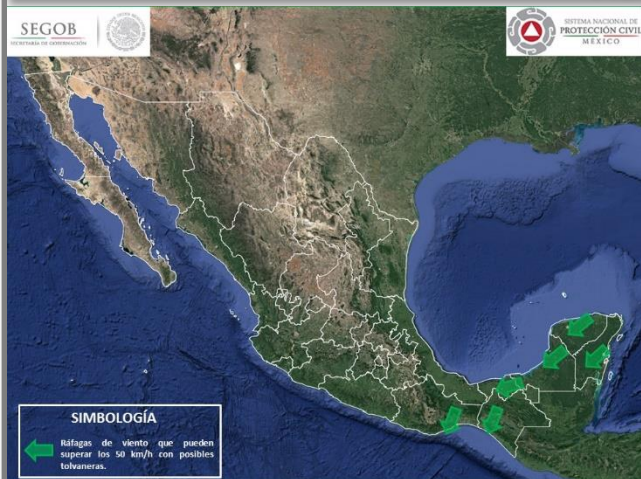 SEGOB
SECRETARÍA DE GOBERNACIÓN
SISTEMA NACIONAL DE
PROTECCIÓN CIVIL
MÉXICO
SIMBOLOGÍA
Ráfagas de viento que pueden
superar los 50 km/h con posibles
tolvaneras.